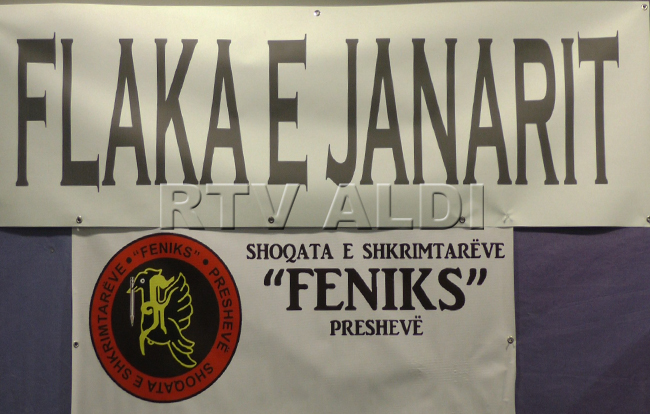 FLAKA E JANARIT
RTV ALDI
SHOQATA E SHKRIMTARËVE
"FENIKS"
PRESHEVË
SHOQATA E SHKRIMTARËVE • "FENIKS" • PRESHEVË •